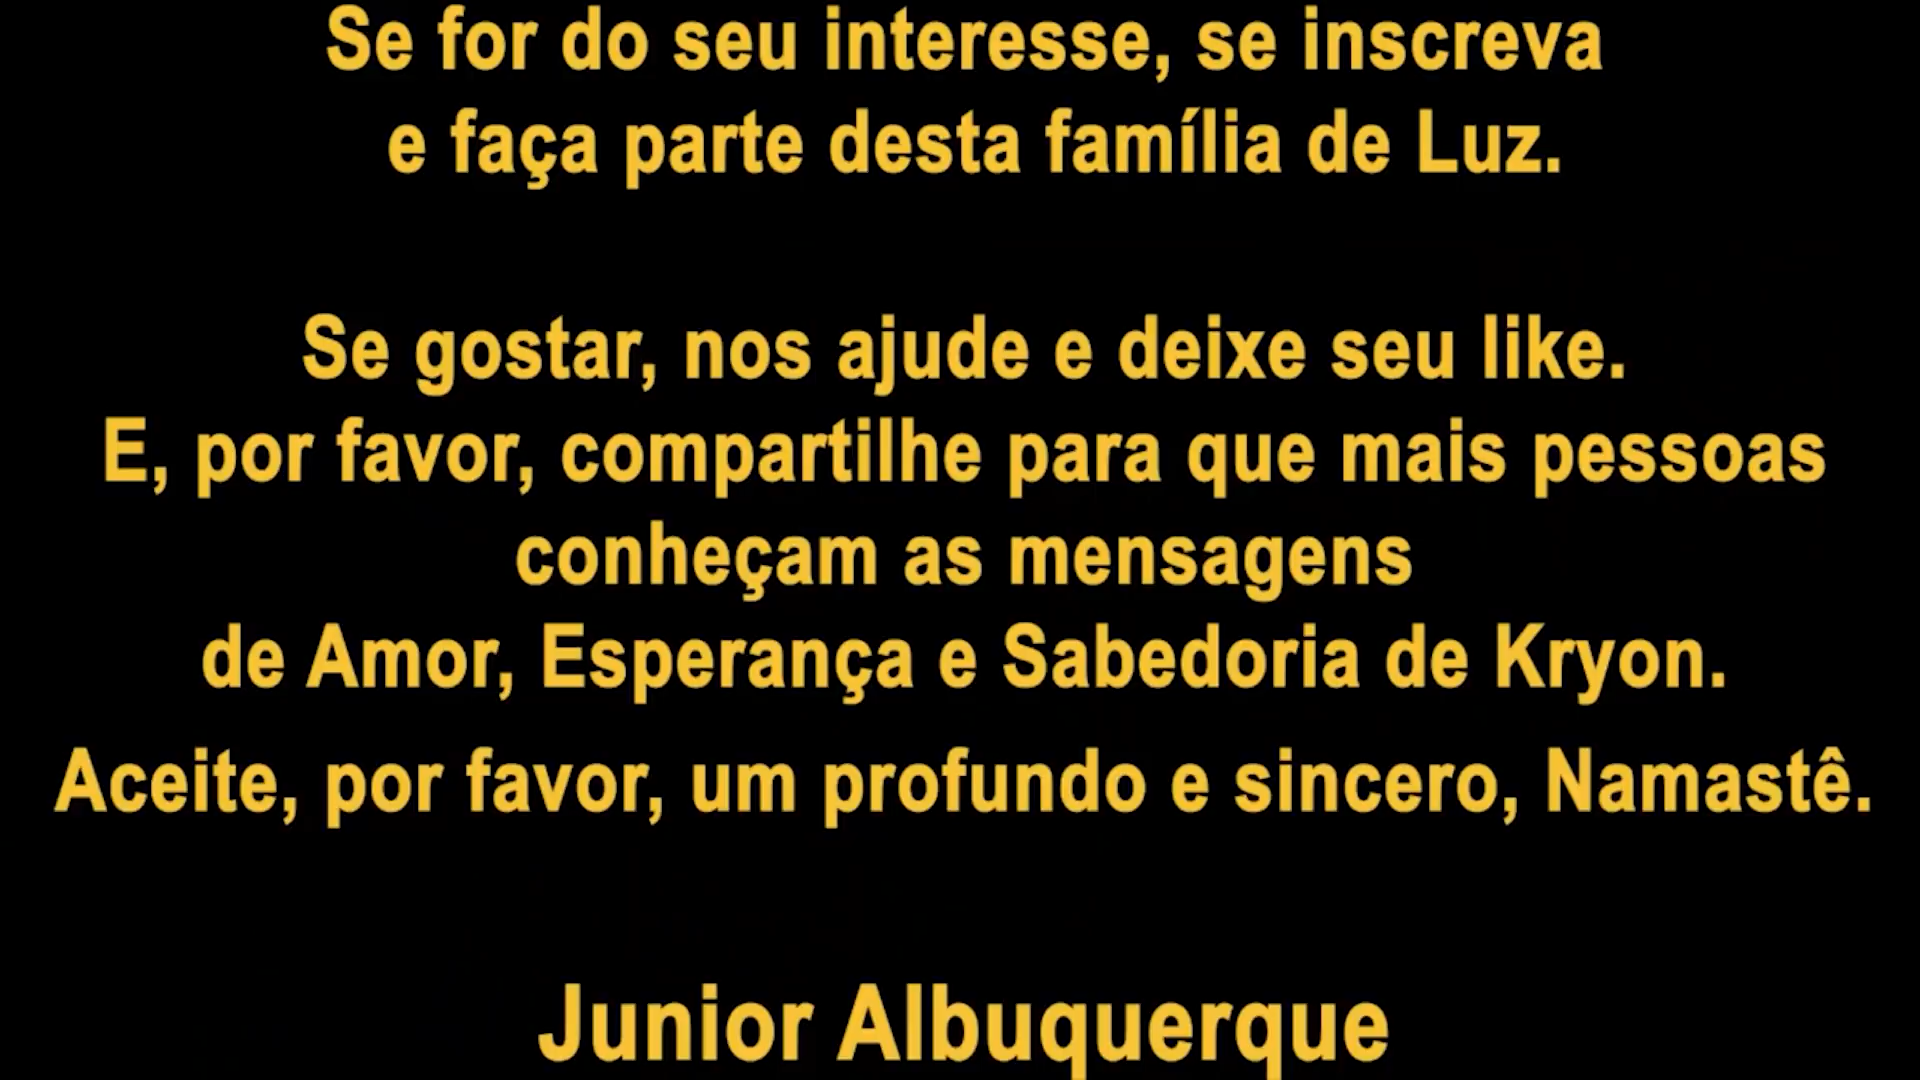 Se for do seu interesse, se inscreva
e faça parte desta família de Luz.
Se gostar, nos ajude e deixe seu like.
E, por favor, compartilhe para que mais pessoas
conheçam as mensagens
de Amor, Esperança e Sabedoria de Kryon.
Aceite, por favor, um profundo e sincero, Namastê.
Junior Albuquerque